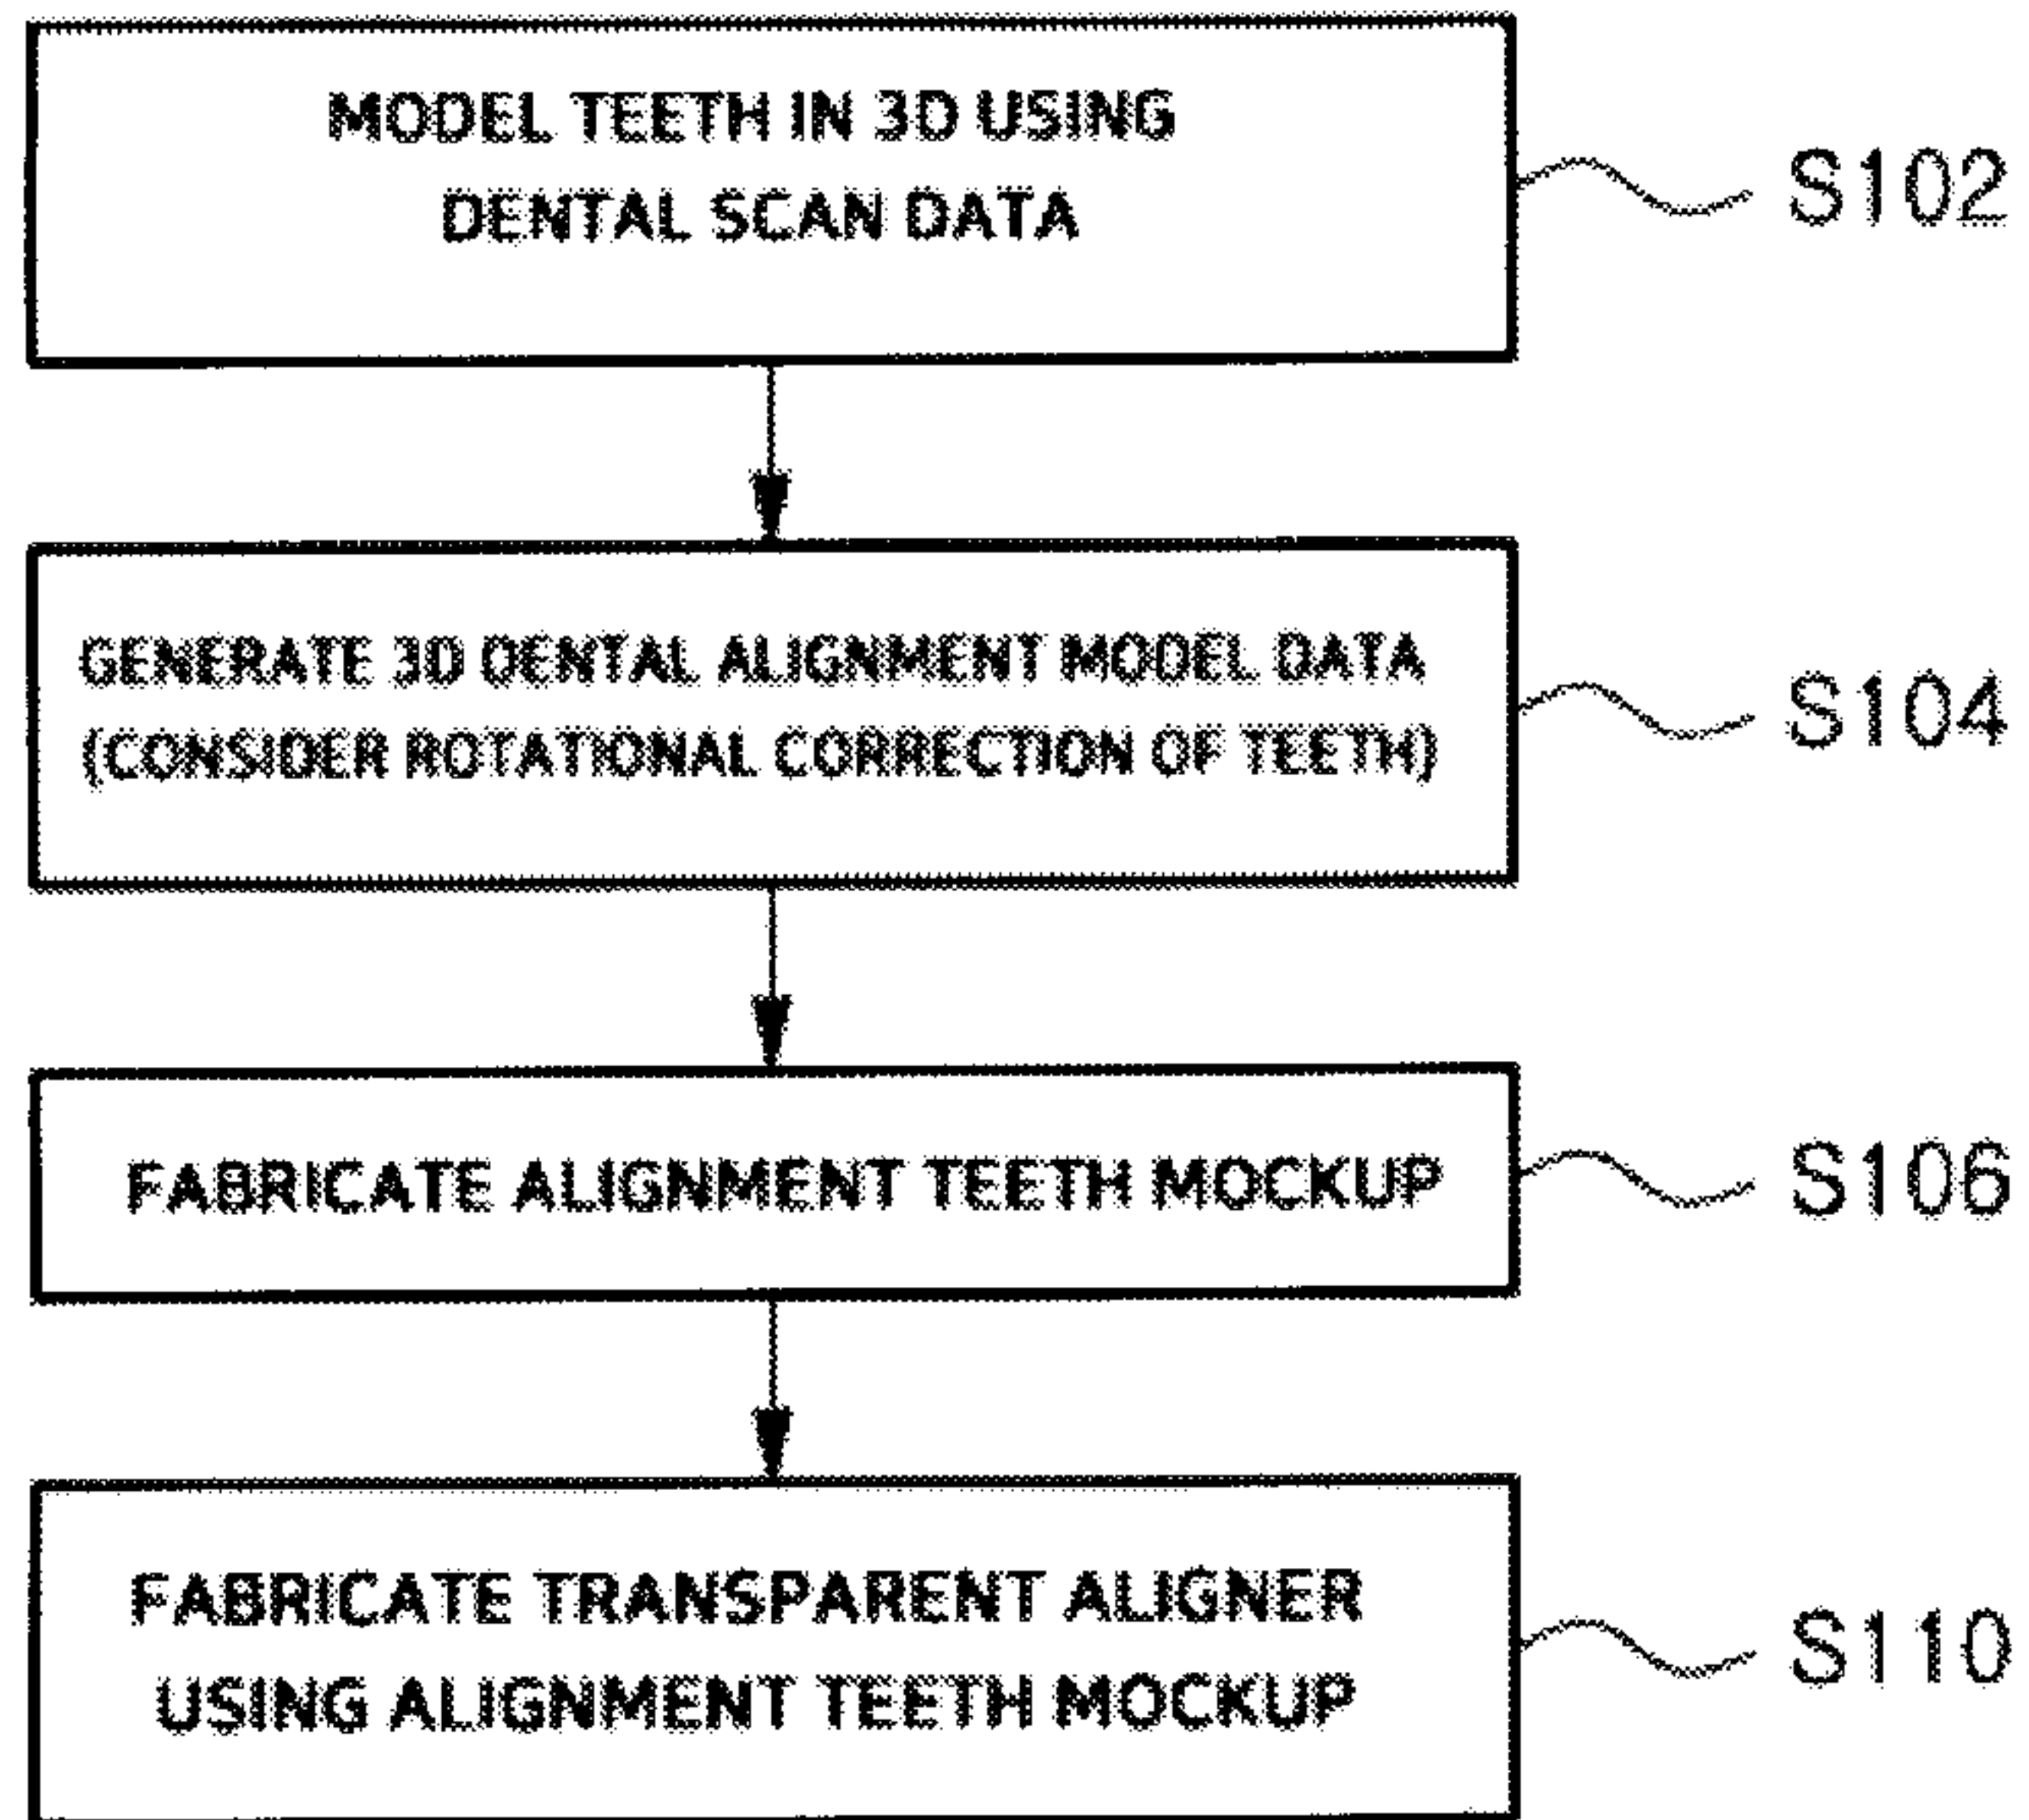 MODEL TEETH IN 3D USING
DENTAL SCAN DATA
S102
GENERATE 3D DENTAL ALIGNMENT MODEL DATA
(CONSIDER ROTATIONAL CORRECTION OF TEETH)
S104
FABRICATE ALIGNMENT TEETH MOCKUP
S106
FABRICATE TRANSPARENT ALIGNER
USING ALIGNMENT TEETH MOCKUP
S110